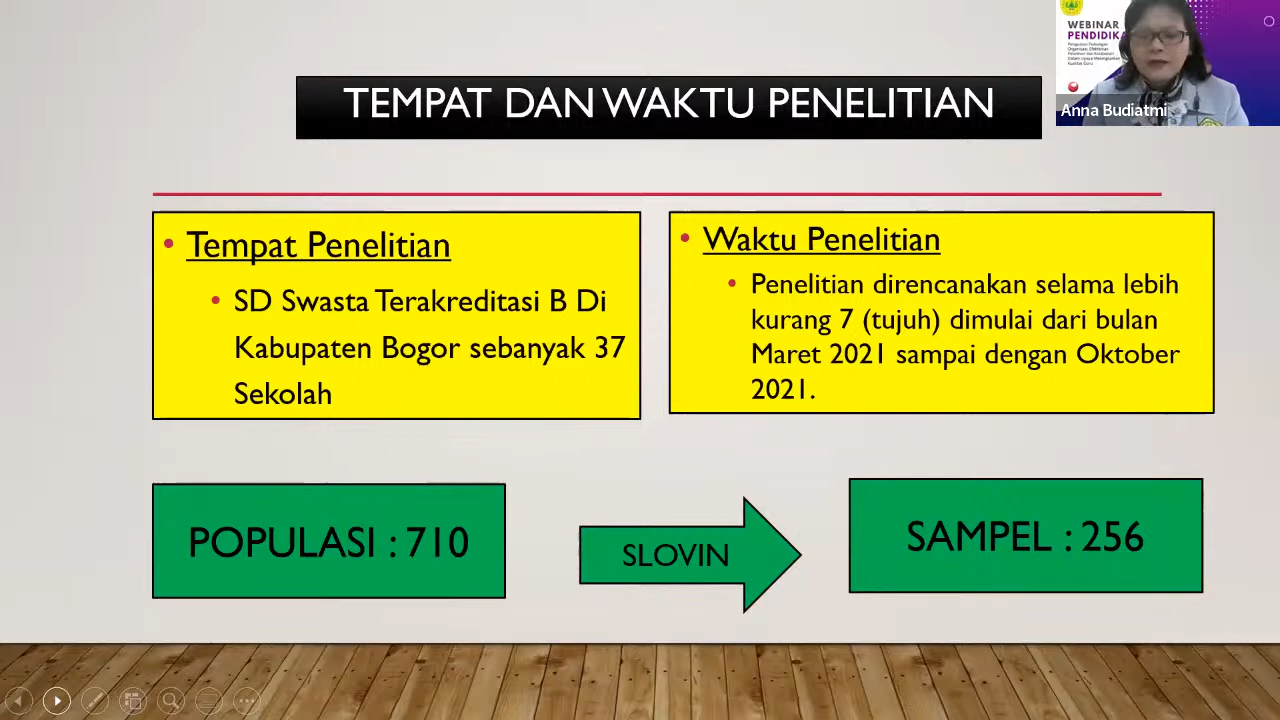 TEMPAT DAN WAKTU PENELITIAN
WEBINAR
PENDIDIKA
Anna Budiatmi
• Tempat Penelitian
• SD Swasta Terakreditasi B Di
Kabupaten Bogor sebanyak 37
Sekolah
• Waktu Penelitian
• Penelitian direncanakan selama lebih
kurang 7 (tujuh) dimulai dari bulan
Maret 2021 sampai dengan Oktober
2021.
POPULASI : 710
SLOVIN
SAMPEL : 256